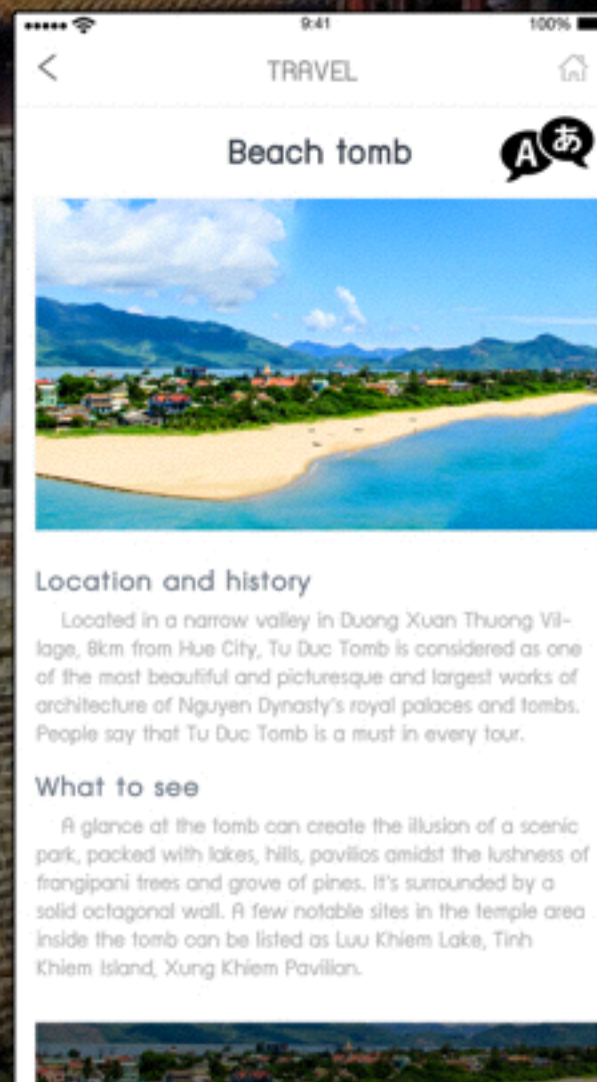 9:41
100%
TRAVEL
Beach tomb
A あ
Location and history
Located in a narrow valley in Duong Xuan Thuong Vil-
lage, 8km from Hue City, Tu Duc Tomb is considered as one
of the most beautiful and picturesque and largest works of
architecture of Nguyen Dynasty's royal palaces and tombs.
People say that Tu Duc Tomb is a must in every tour.
What to see
A glance at the tomb can create the illusion of a scenic
park, packed with lakes, hills, pavilios amidst the lushness of
frangipani trees and grove of pines. It's surrounded by a
solid octagonal wall. A few notable sites in the temple area
inside the tomb can be listed as Luu Khiem Lake, Tinh
Khiem Island, Xung Khiem Pavilion.